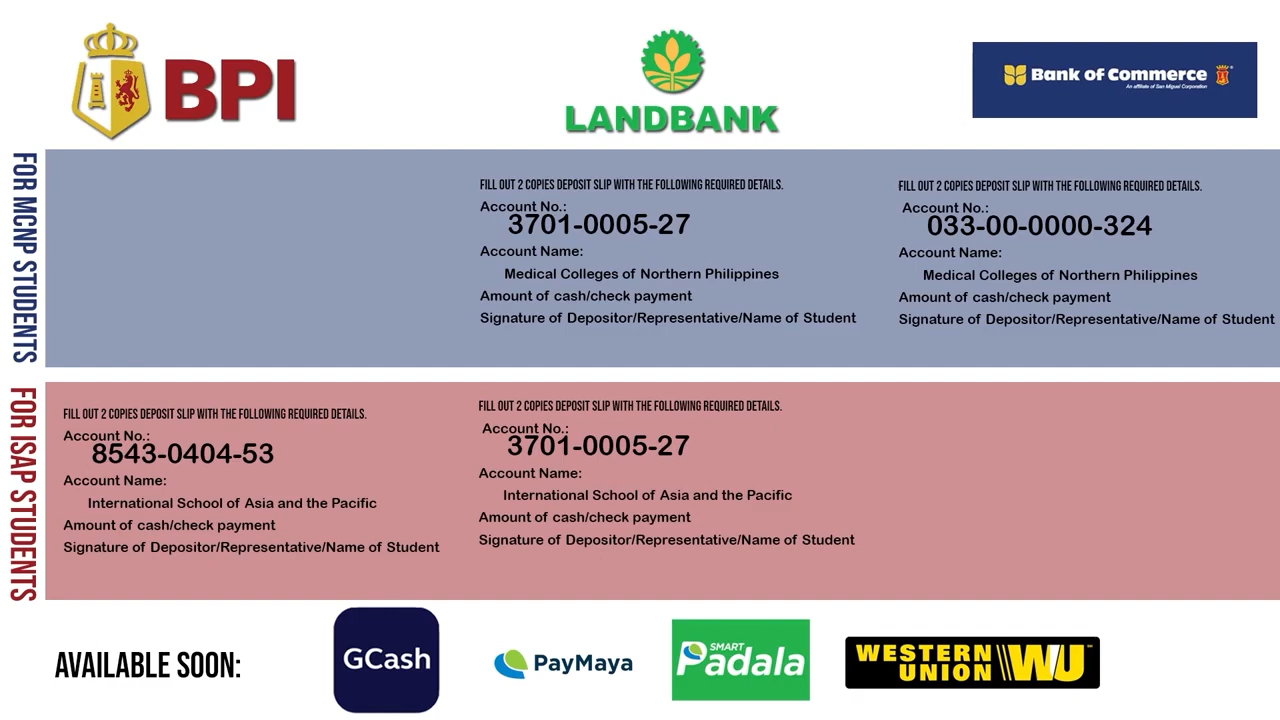 BPI
LANDBANK
Bank of Commerce
An affiliate of San Miguel Corporation
FOR MCNP STUDENTS
FILL OUT 2 COPIES DEPOSIT SLIP WITH THE FOLLOWING REQUIRED DETAILS.
Account No.:
3701-0005-27
Account Name:
Medical Colleges of Northern Philippines
Amount of cash/check payment
Signature of Depositor/Representative/Name of Student
FILL OUT 2 COPIES DEPOSIT SLIP WITH THE FOLLOWING REQUIRED DETAILS.
Account No.:
033-00-0000-324
Account Name:
Medical Colleges of Northern Philippines
Amount of cash/check payment
Signature of Depositor/Representative/Name of Student
FOR ISAP STUDENTS
FILL OUT 2 COPIES DEPOSIT SLIP WITH THE FOLLOWING REQUIRED DETAILS.
Account No.:
8543-0404-53
Account Name:
International School of Asia and the Pacific
Amount of cash/check payment
Signature of Depositor/Representative/Name of Student
FILL OUT 2 COPIES DEPOSIT SLIP WITH THE FOLLOWING REQUIRED DETAILS.
Account No.:
3701-0005-27
Account Name:
International School of Asia and the Pacific
Amount of cash/check payment
Signature of Depositor/Representative/Name of Student
AVAILABLE SOON:
GCash
PayMaya
SMART
Padala
WESTERN
UNION
WU